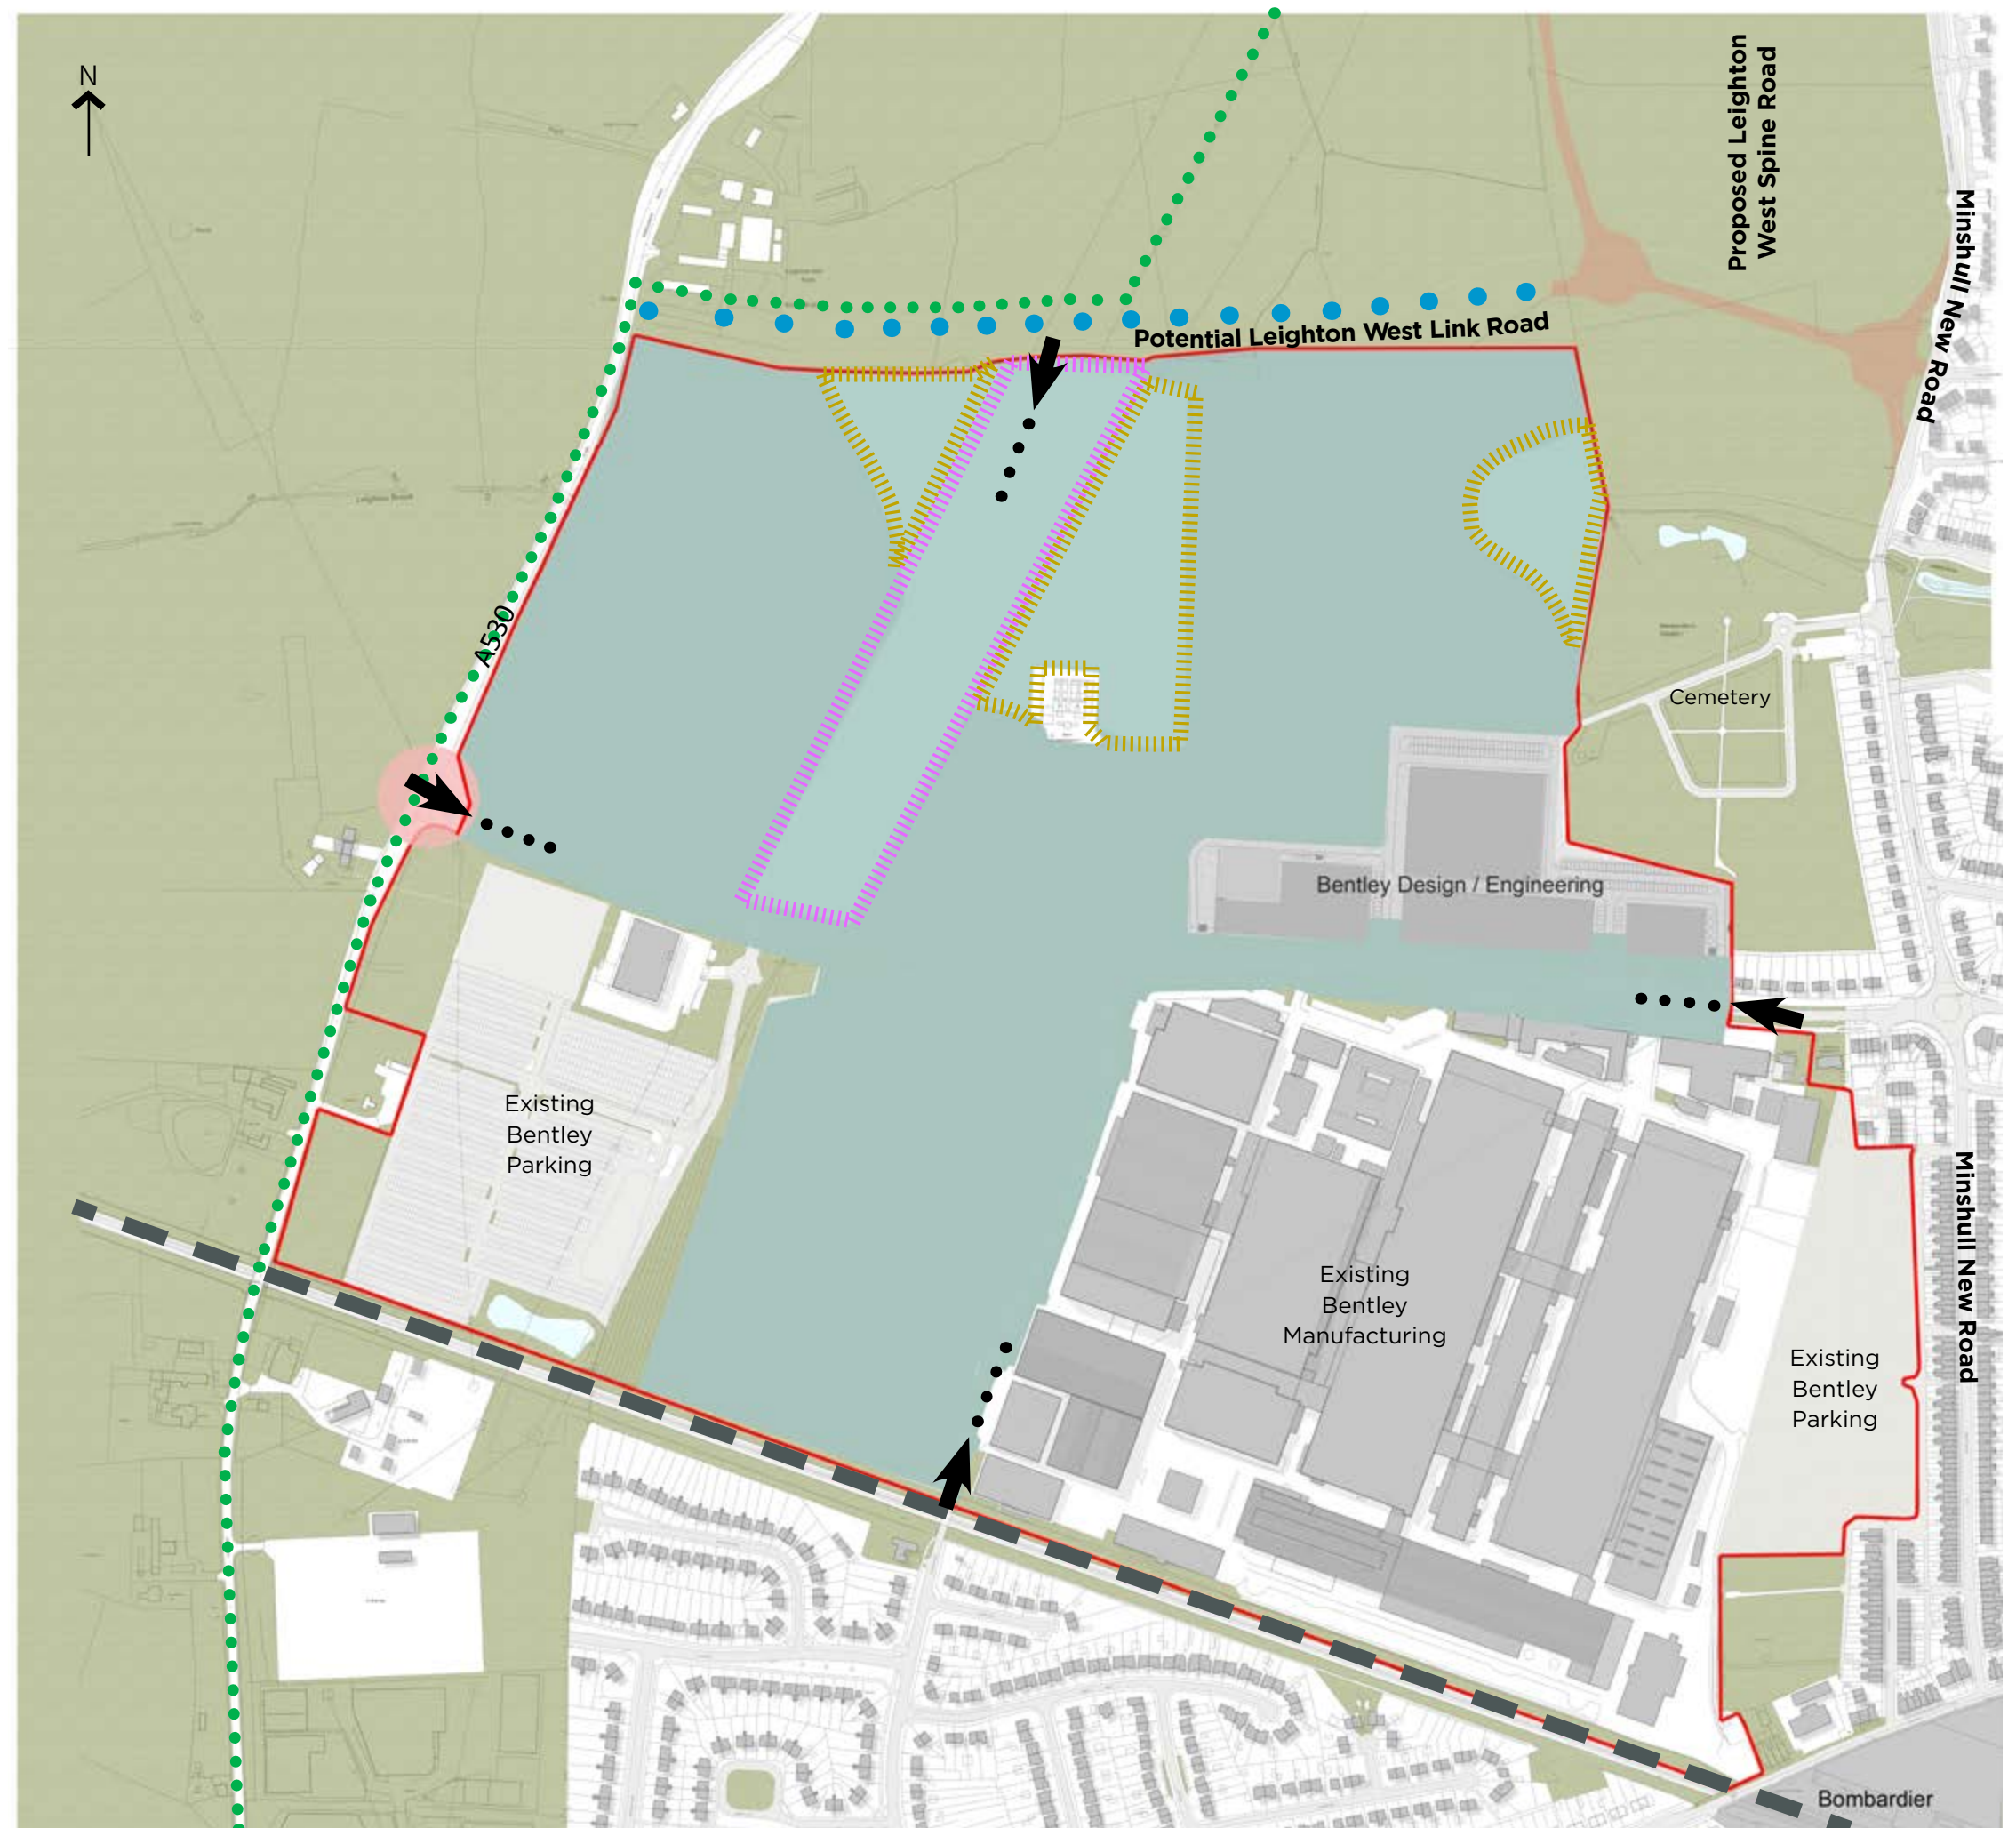 N
Proposed Leighton
West Spine Road
Minshull New Road
Potential Leighton West Link Road
A530
Cemetery
Bentley Design / Engineering
Existing
Bentley
Parking
Existing
Bentley
Manufacturing
Minshull New Road
Existing
Bentley
Parking
Bombardier